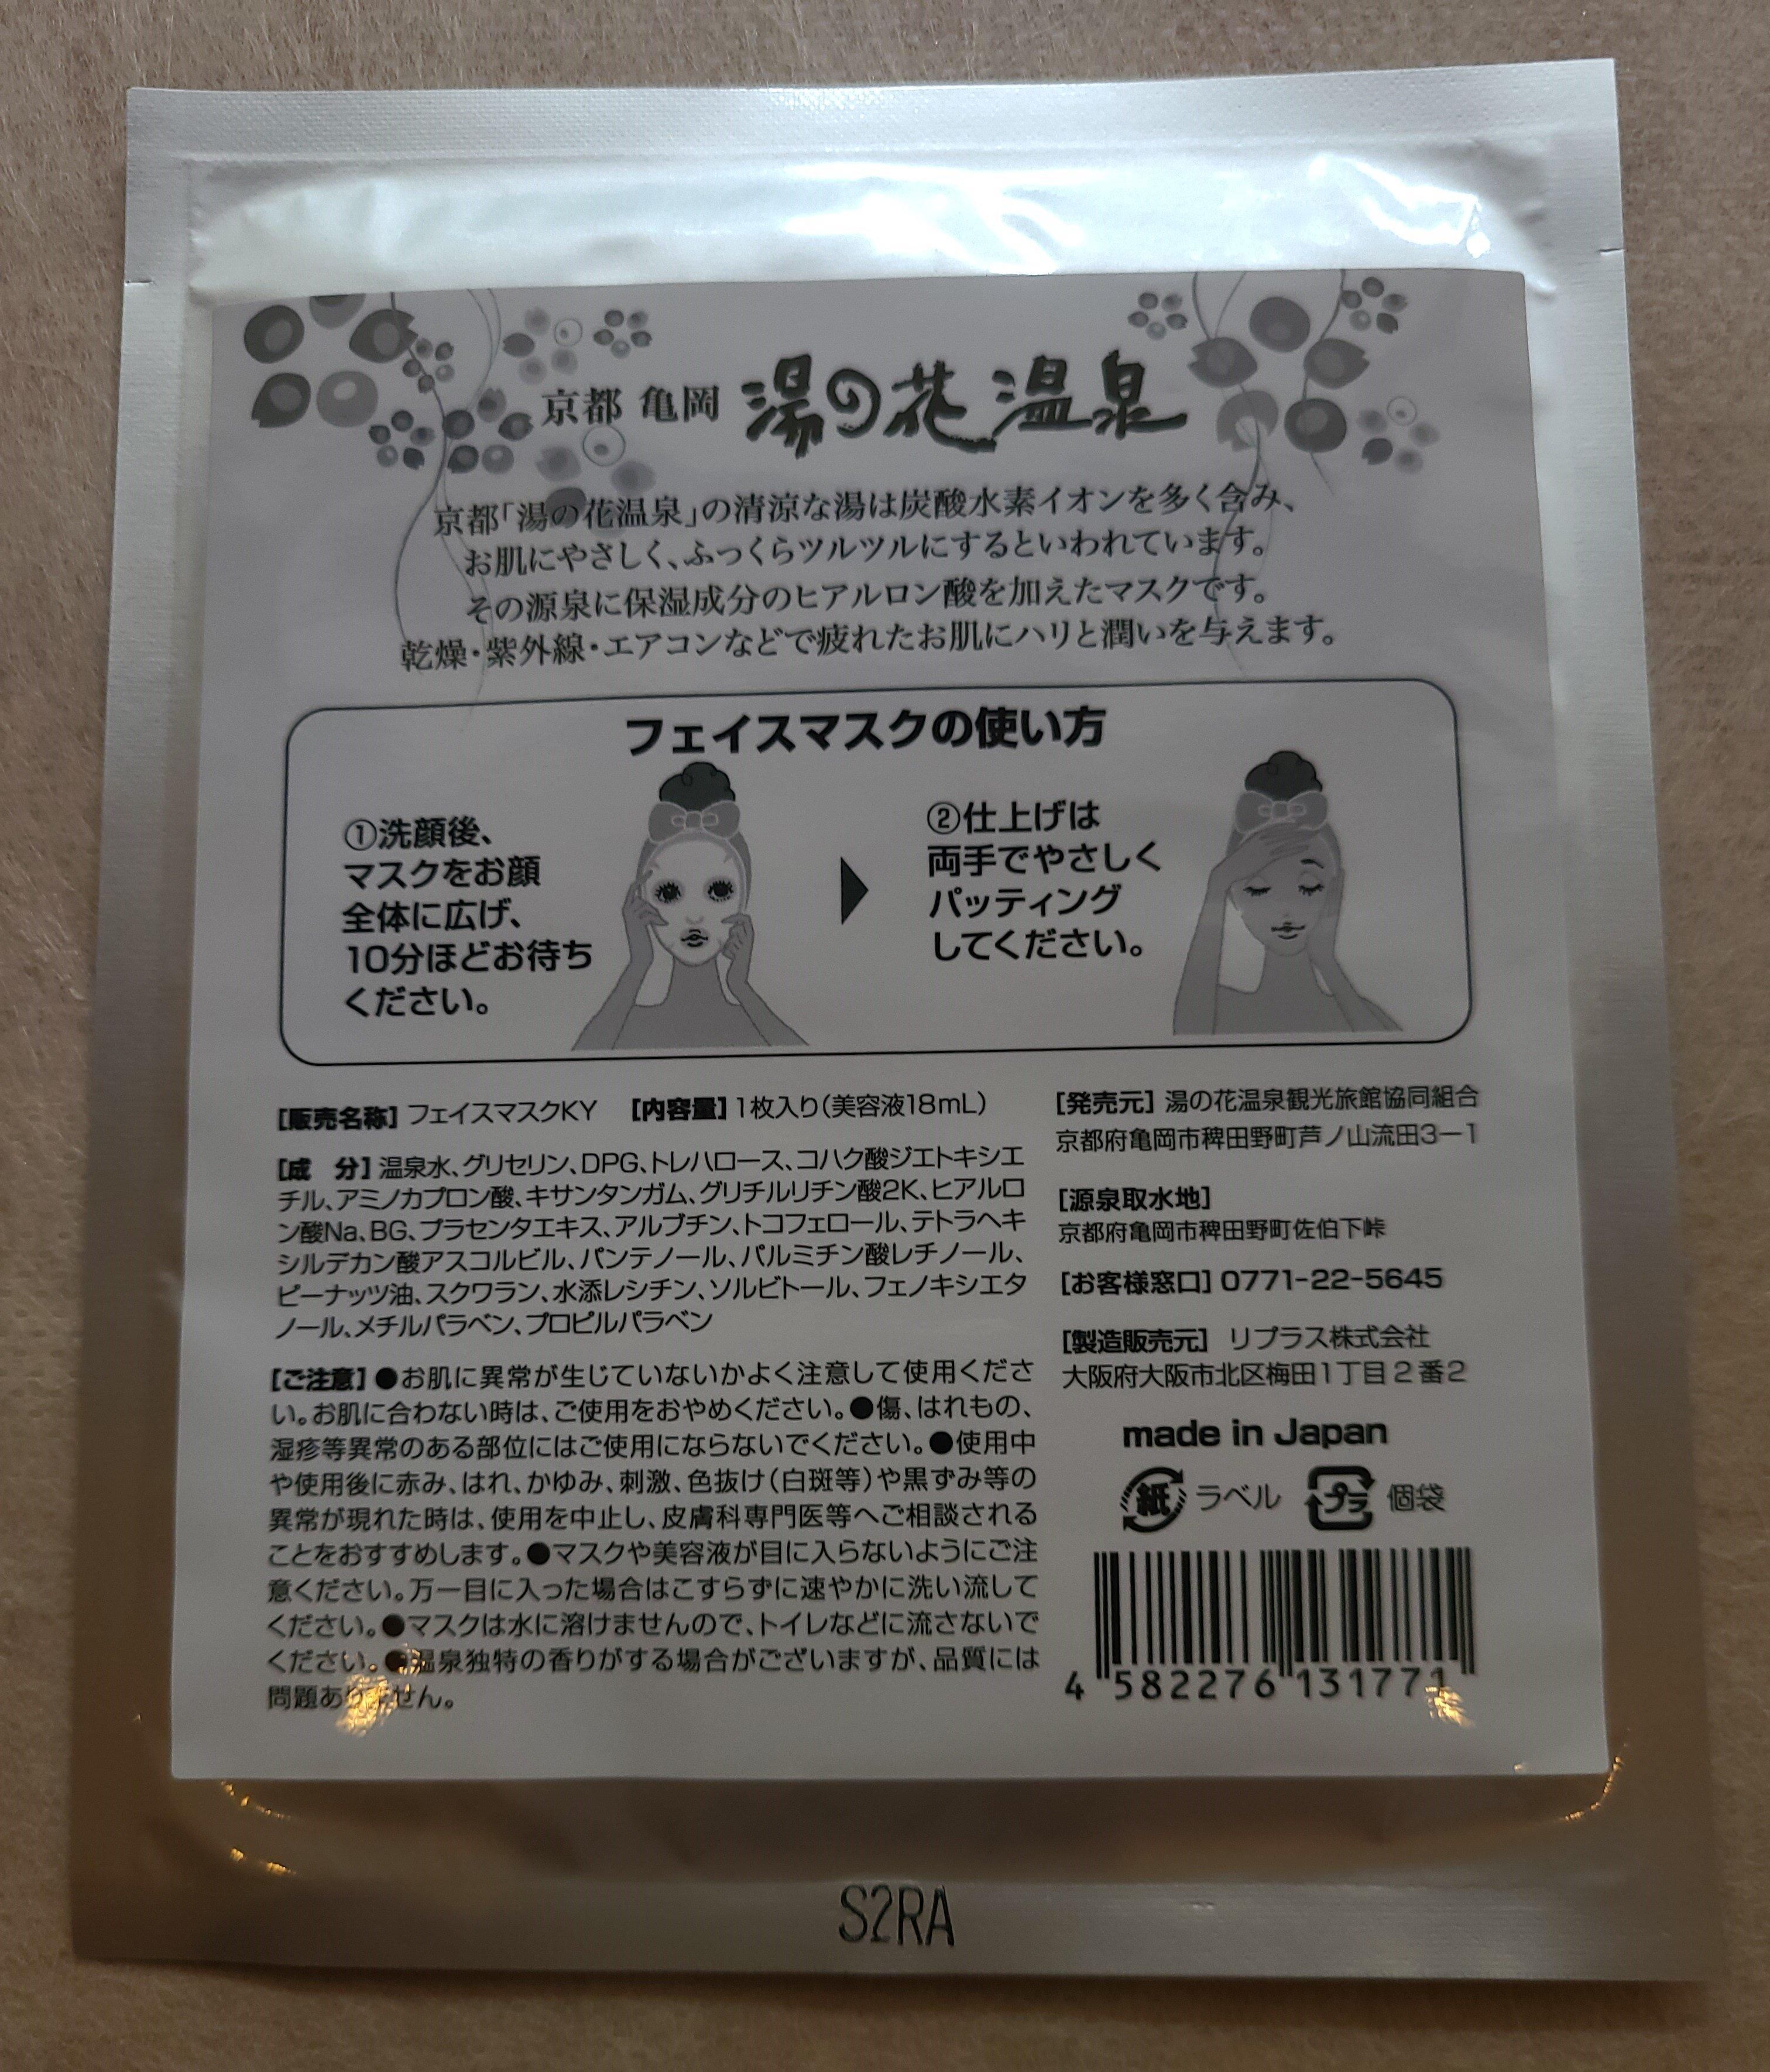 京都 亀岡 湯の花温泉
京都「湯の花温泉」の清涼な湯は炭酸水素イオンを多く含み、
お肌にやさしく、ふっくらツルツルにするといわれています。
その源泉に保湿成分のヒアルロン酸を加えたマスクです。
乾燥・紫外線・エアコンなどで疲れたお肌にハリと潤いを与えます。
フェイスマスクの使い方
①洗顔後、
マスクをお顔
全体に広げ、
10分ほどお待ち
ください。
②仕上げは
両手でやさしく
パッティング
してください。
[販売名称] フェイスマスクKY [内容量] 1枚入り(美容液18mL)
[成 分] 温泉水、グリセリン、DPG、トレハロース、コハク酸ジエトキシエ
チル、アミノカプロン酸、キサンタンガム、グリチルリチン酸2K、ヒアルロ
ン酸Na、BG、プラセンタエキス、アルブチン、トコフェロール、テトラヘキ
シルデカン酸アスコルビル、パンテノール、パルミチン酸レチノール、
ピーナッツ油、スクワラン、水添レシチン、ソルビトール、フェノキシエタ
ノール、メチルパラベン、プロピルパラベン
[ご注意] ●お肌に異常が生じていないかよく注意して使用くださ
い。お肌に合わない時は、ご使用をおやめください。●傷、はれもの、
湿疹等異常のある部位にはご使用にならないでください。●使用中
や使用後に赤み、はれ、かゆみ、刺激、色抜け(白斑等)や黒ずみ等の
異常が現れた時は、使用を中止し、皮膚科専門医等へご相談される
ことをおすすめします。●マスクや美容液が目に入らないようにご注
意ください。万一目に入った場合はこすらずに速やかに洗い流して
ください。●マスクは水に溶けませんので、トイレなどに流さないで
ください。●温泉独特の香りがする場合がございますが、品質には
問題ありません。
[発売元] 湯の花温泉観光旅館協同組合
京都府亀岡市稗田野町芦ノ山流田3ー1
[源泉取水地]
京都府亀岡市稗田野町佐伯下峠
[お客様窓口] 0771-22-5645
[製造販売元] リプラス株式会社
大阪府大阪市北区梅田1丁目2番2
made in Japan
紙 ラベル プラ 個袋
4 582276 131771
S2RA